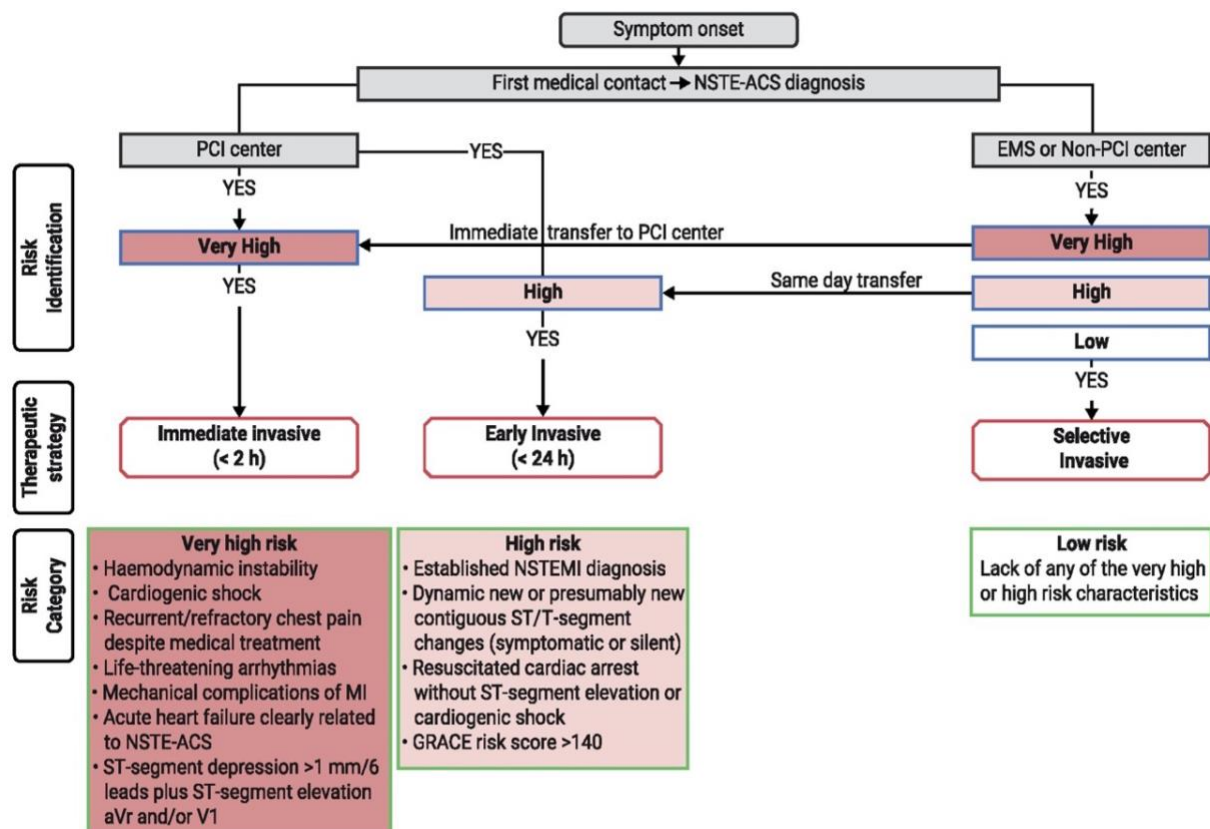 Symptom onset
First medical contact → NSTE-ACS diagnosis
PCI center
YES
EMS or Non-PCI center
YES
YES
Risk
Identification
Very High
Immediate transfer to PCI center
Very High
YES
High
Same day transfer
High
YES
Low
YES
Therapeutic
strategy
Immediate invasive
(< 2 h)
Early Invasive
(< 24 h)
Selective
Invasive
Risk
Category
Very high risk
• Haemodynamic instability
• Cardiogenic shock
• Recurrent/refractory chest pain
despite medical treatment
• Life-threatening arrhythmias
• Mechanical complications of MI
• Acute heart failure clearly related
to NSTE-ACS
• ST-segment depression >1 mm/6
leads plus ST-segment elevation
aVr and/or V1
High risk
• Established NSTEMI diagnosis
• Dynamic new or presumably new
contiguous ST/T-segment
changes (symptomatic or silent)
• Resuscitated cardiac arrest
without ST-segment elevation or
cardiogenic shock
• GRACE risk score >140
Low risk
Lack of any of the very high
or high risk characteristics